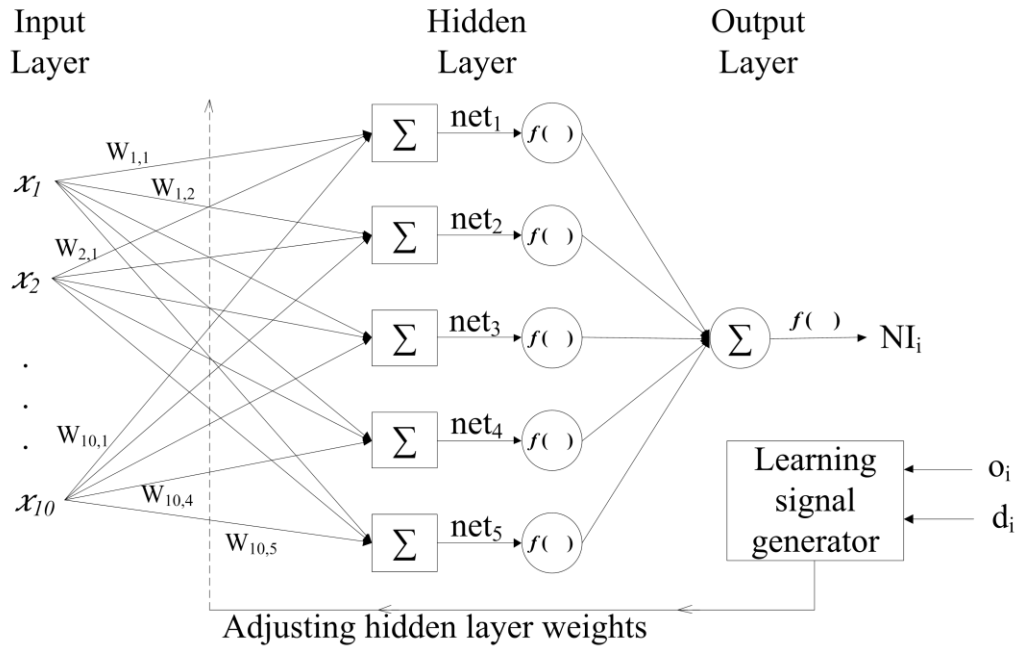 Input
Layer
Hidden
Layer
Output
Layer
W1,1
W1,2
W2,1
W10,1
W10,4
W10,5
x1
x2
.
.
.
x10
∑
net1
f( )
∑
net2
f( )
∑
net3
f( )
∑
net4
f( )
∑
net5
f( )
∑
f( )
NIi
Learning
signal
generator
oi
di
Adjusting hidden layer weights